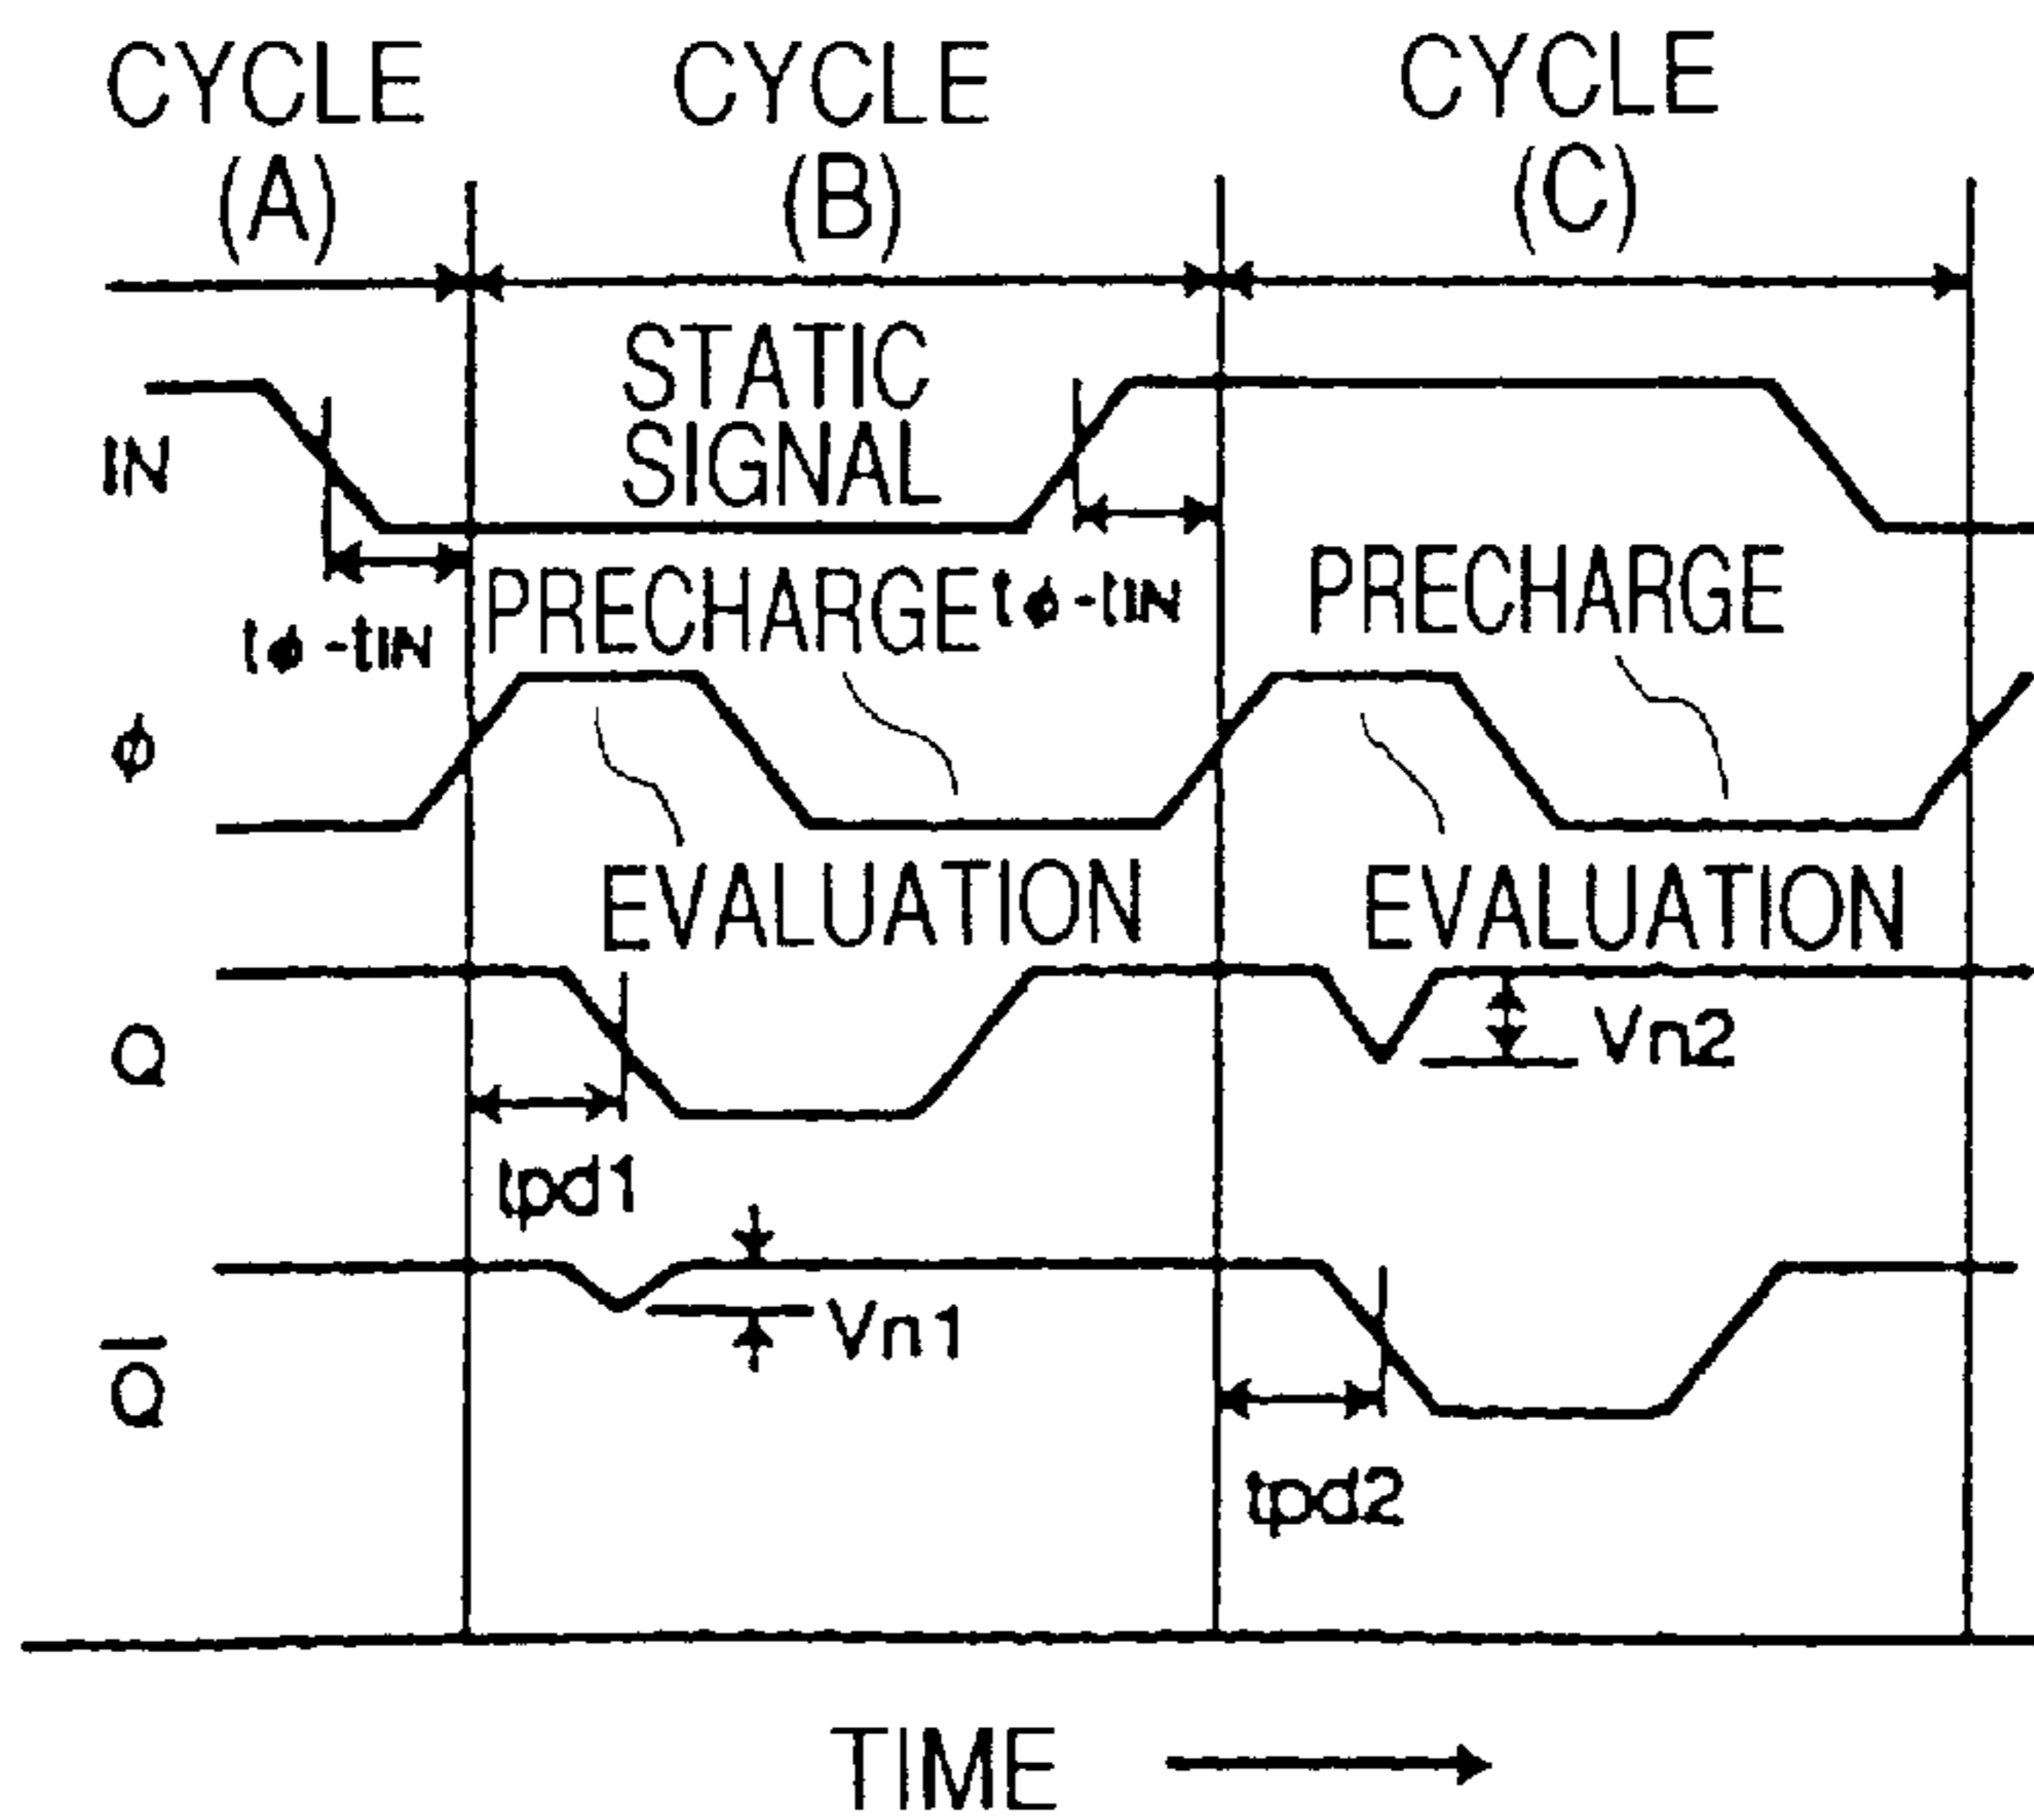 CYCLE (A)
CYCLE (B)
CYCLE (C)
IN
STATIC SIGNAL
tϕ-tIN
PRECHARGE
tϕ-tIN
PRECHARGE
ϕ
EVALUATION
EVALUATION
Q
Vn2
tpd1
Q̅
Vn1
tpd2
TIME